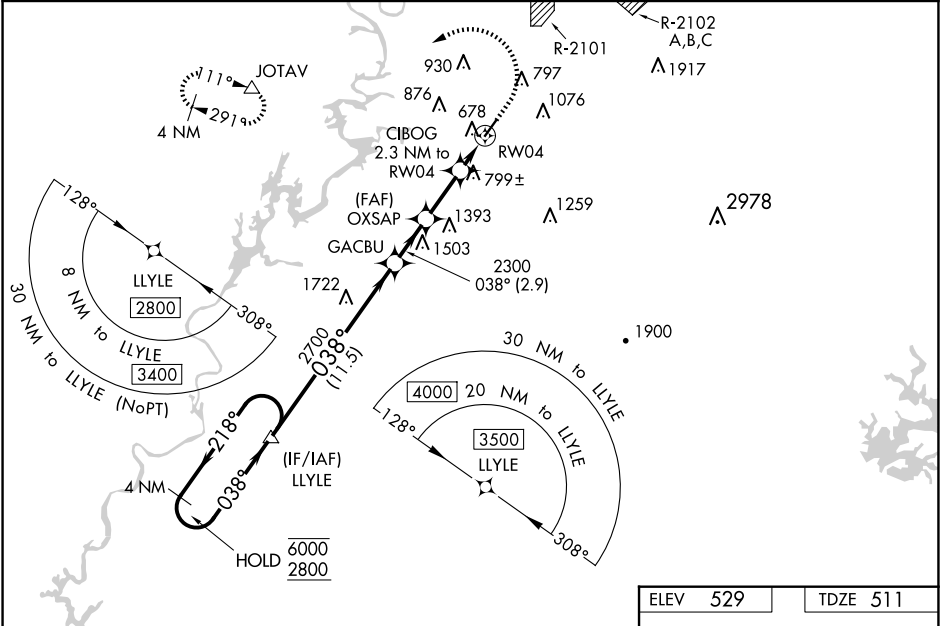 R-2101
R-2102
A,B,C
1917
930
797
876
1076
678
JOTAV
111°
291°
4 NM
CIBOG
2.3 NM to
RW04
RW04
799±
(FAF)
OXSAP
1393
1259
2978
GACBU
1503
2300
038° (2.9)
1722
128°
LLYLE
2800
308°
8 NM to LLYLE
3400
30 NM to LLYLE (NoPT)
2700
038°
(11.5)
1900
30 NM to LLYLE
4000
20 NM to LLYLE
128°
3500
LLYLE
308°
218°
038°
(IF/IAF)
LLYLE
4 NM
HOLD
6000
2800
ELEV 529
TDZE 511